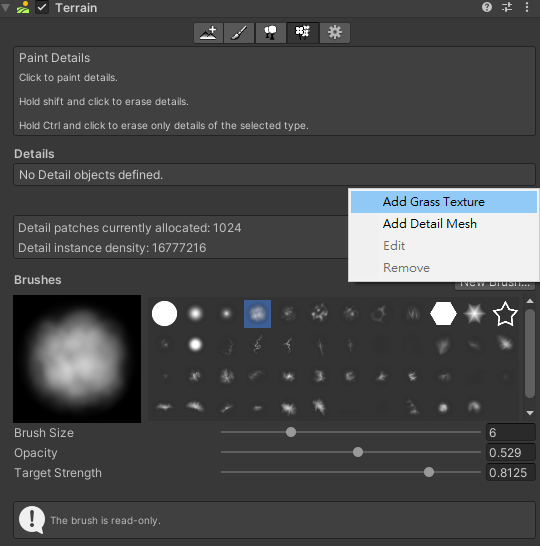 Terrain
Paint Details
Click to paint details.
Hold shift and click to erase details.
Hold Ctrl and click to erase only details of the selected type.
Details
No Detail objects defined.
Add Grass Texture
Add Detail Mesh
Edit
Remove
Detail patches currently allocated: 1024
Detail instance density: 16777216
Brushes
New Brush...
Brush Size
6
Opacity
0.529
Target Strength
0.8125
The brush is read-only.